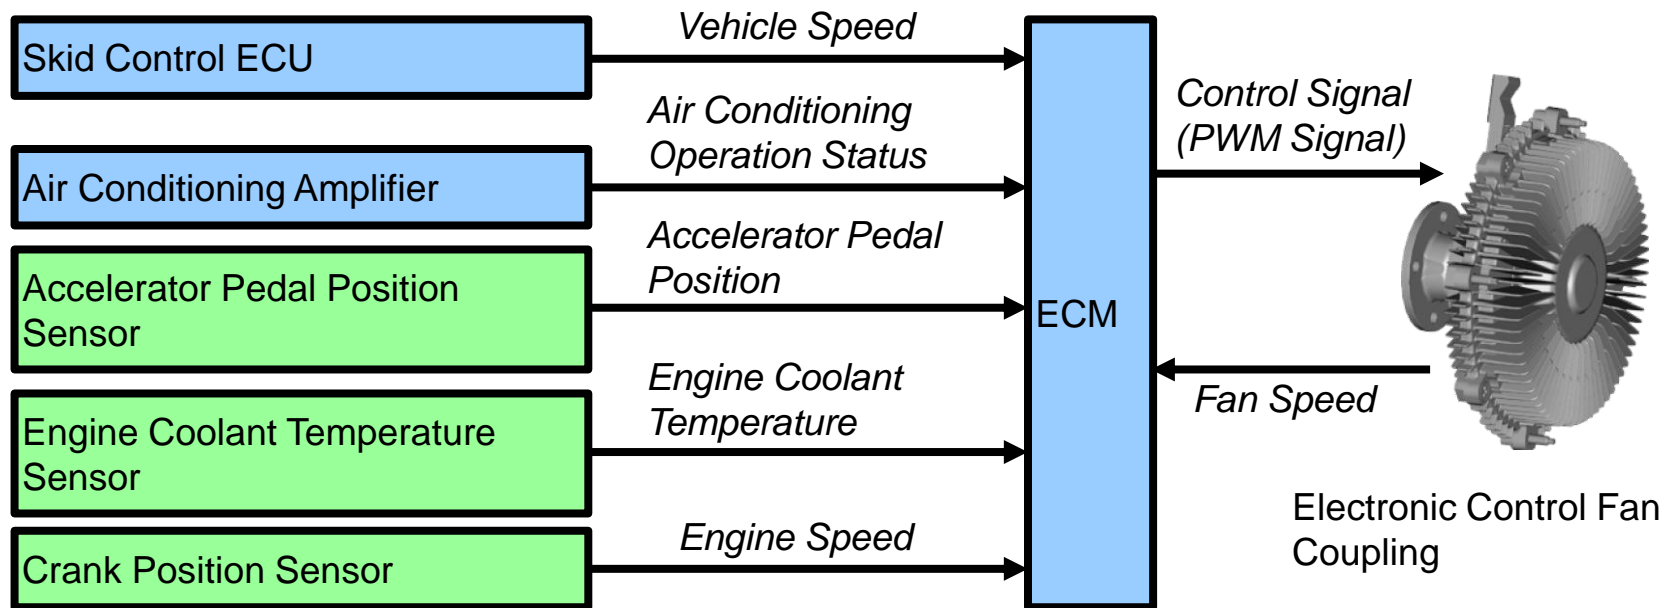 Skid Control ECU
Vehicle Speed
Air Conditioning Amplifier
Air Conditioning
Operation Status
Accelerator Pedal Position
Sensor
Accelerator Pedal
Position
Engine Coolant Temperature
Sensor
Engine Coolant
Temperature
Crank Position Sensor
Engine Speed
ECM
Control Signal
(PWM Signal)
Fan Speed
Electronic Control Fan
Coupling